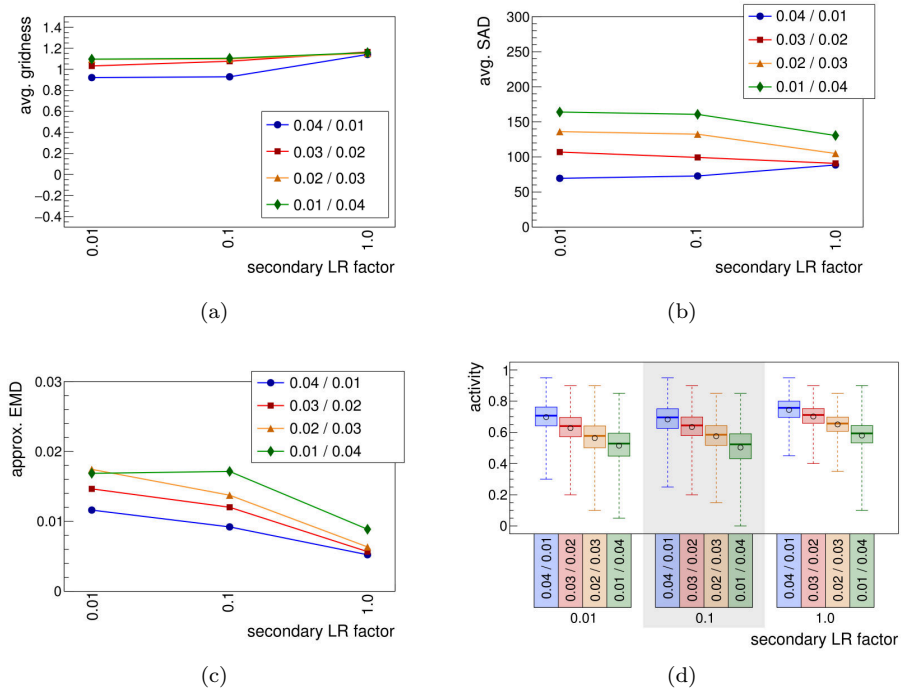 avg. gridness
1.4
1.2
1
0.8
0.6
0.4
0.2
0
−0.2
−0.4
0.04 / 0.01
0.03 / 0.02
0.02 / 0.03
0.01 / 0.04
0.01
0.1
1.0
secondary LR factor
(a)
avg. SAD
300
250
200
150
100
50
0
0.04 / 0.01
0.03 / 0.02
0.02 / 0.03
0.01 / 0.04
0.01
0.1
1.0
secondary LR factor
(b)
approx. EMD
0.03
0.02
0.01
0
0.04 / 0.01
0.03 / 0.02
0.02 / 0.03
0.01 / 0.04
0.01
0.1
1.0
secondary LR factor
(c)
activity
1
0.8
0.6
0.4
0.2
0
0.04 / 0.01
0.03 / 0.02
0.02 / 0.03
0.01 / 0.04
0.04 / 0.01
0.03 / 0.02
0.02 / 0.03
0.01 / 0.04
0.04 / 0.01
0.03 / 0.02
0.02 / 0.03
0.01 / 0.04
0.01
0.1
1.0
secondary LR factor
(d)